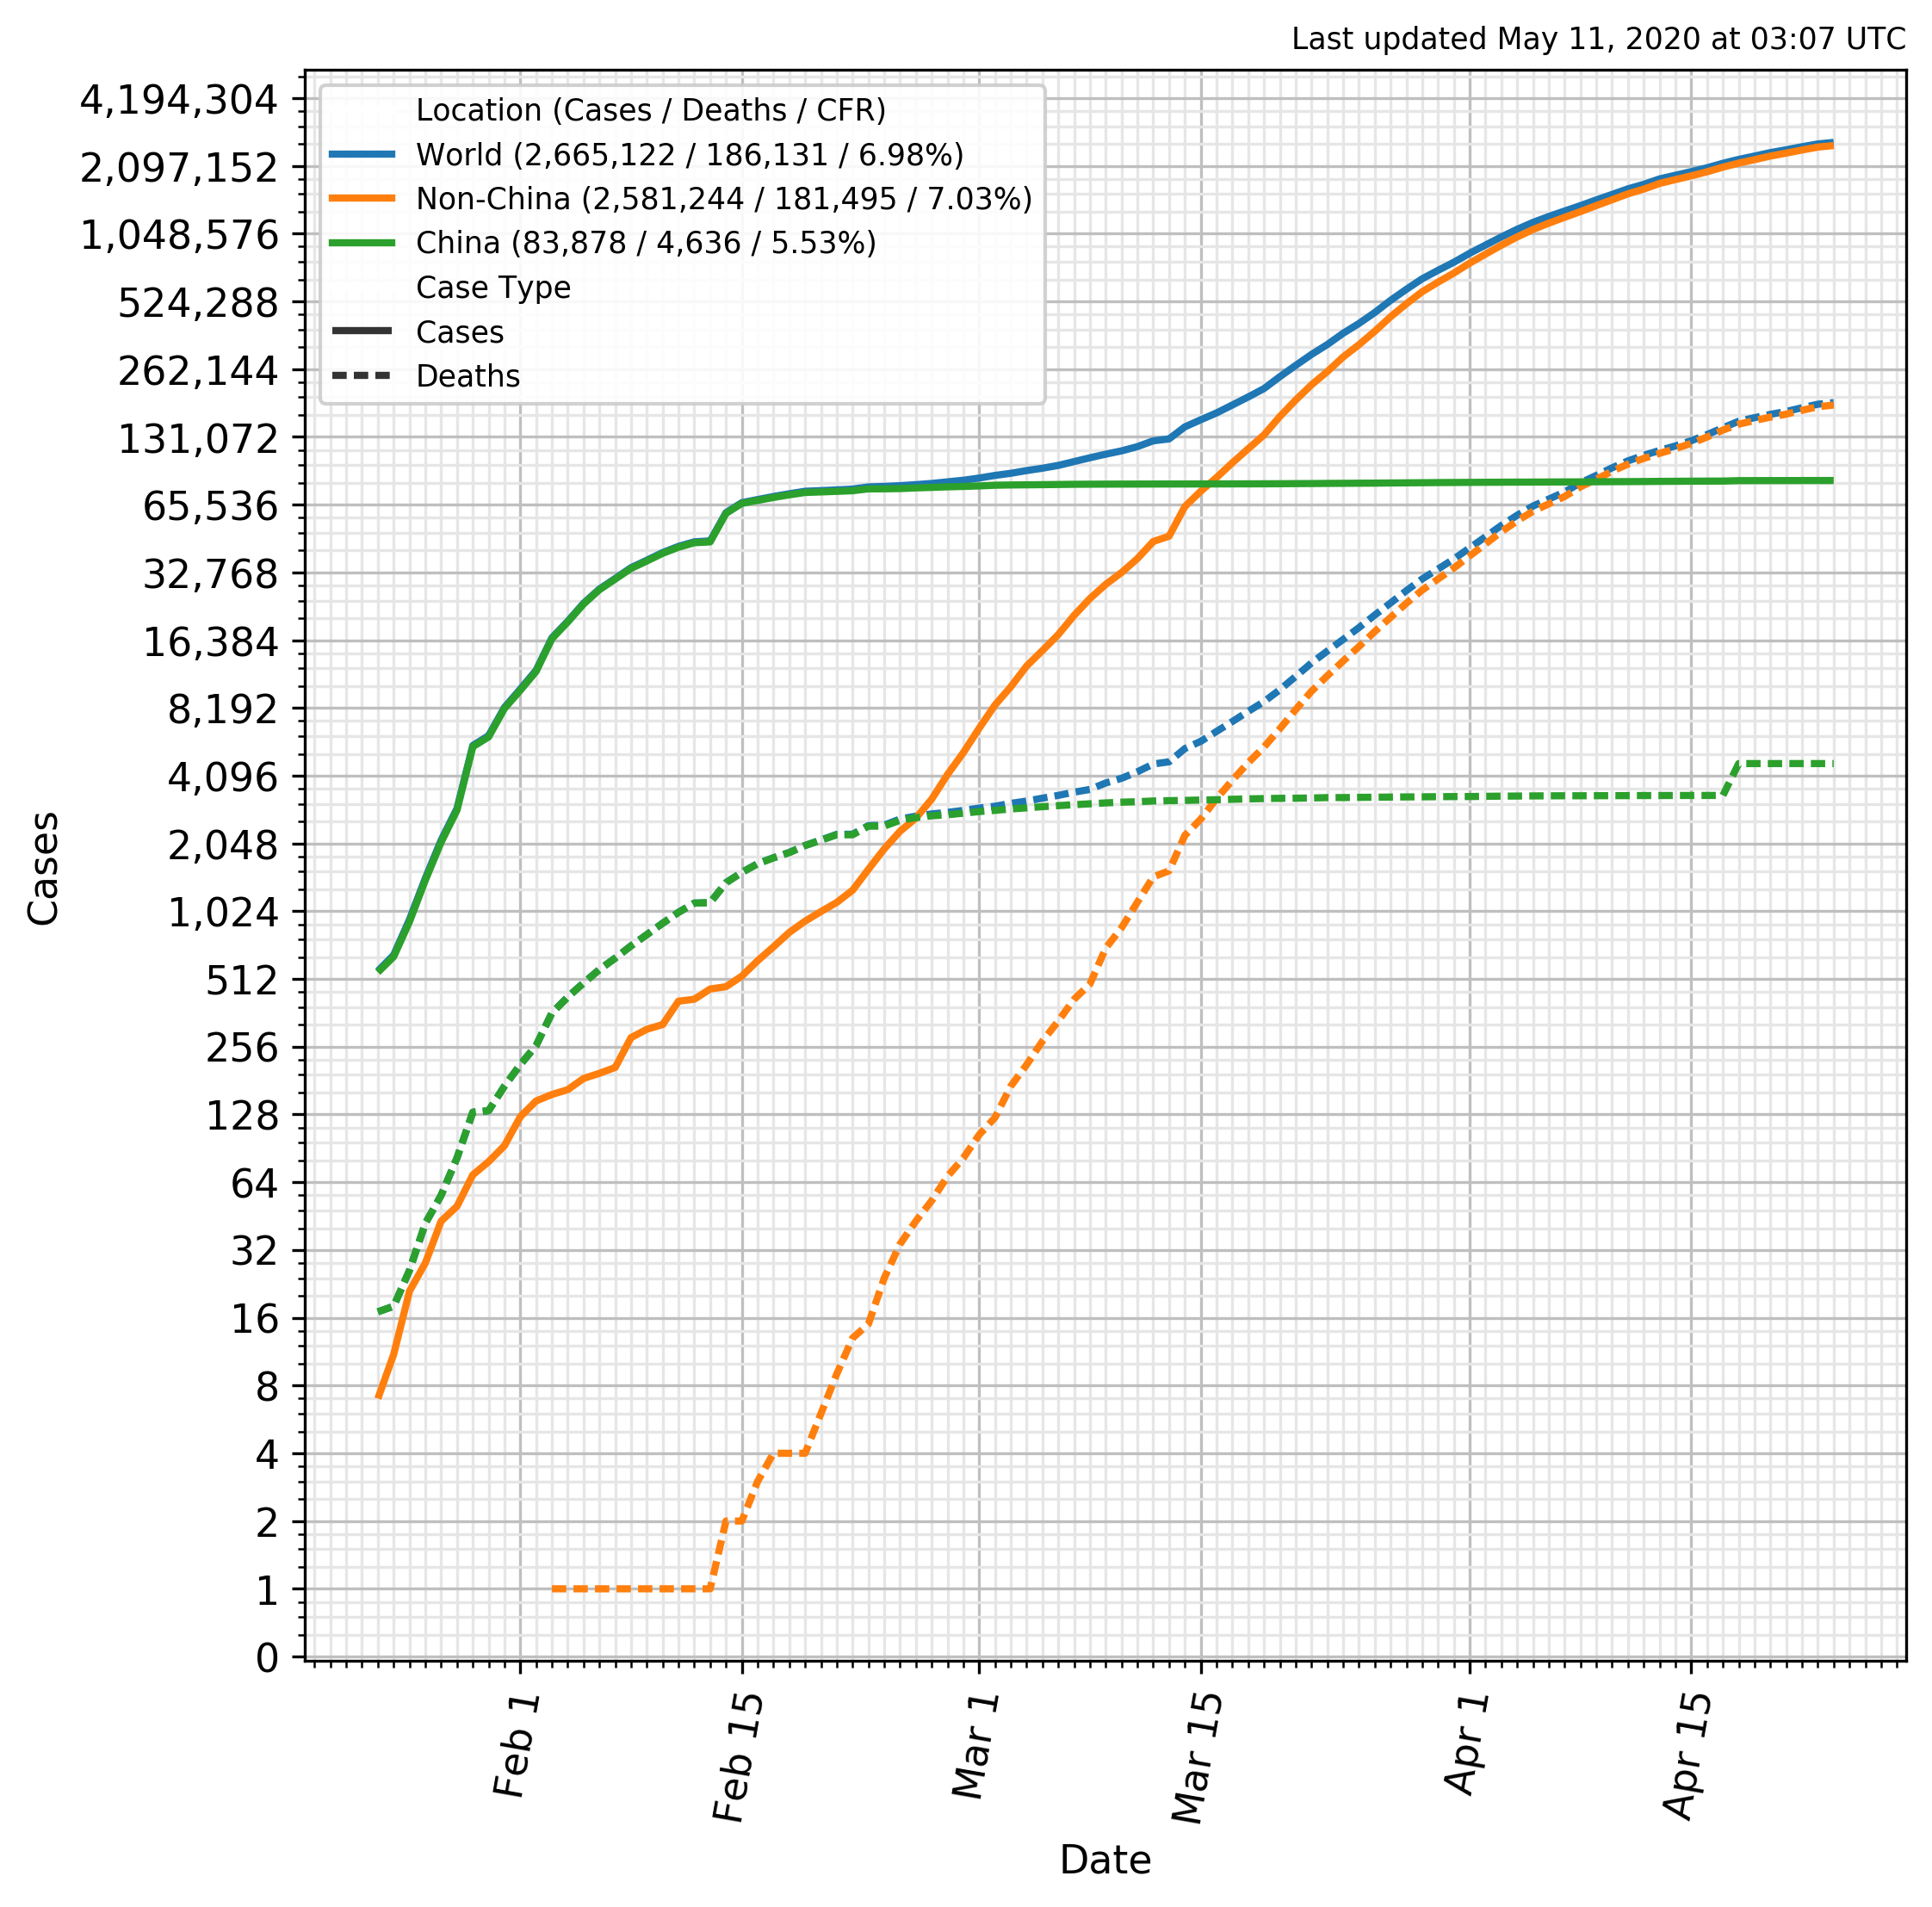 Last updated May 11, 2020 at 03:07 UTC
4,194,304
2,097,152
1,048,576
524,288
262,144
131,072
65,536
32,768
16,384
8,192
4,096
2,048
1,024
512
256
128
64
32
16
8
4
2
1
0
Cases
Location (Cases / Deaths / CFR)
World (2,665,122 / 186,131 / 6.98%)
Non-China (2,581,244 / 181,495 / 7.03%)
China (83,878 / 4,636 / 5.53%)
Case Type
Cases
Deaths
Feb 1
Feb 15
Mar 1
Mar 15
Apr 1
Apr 15
Date